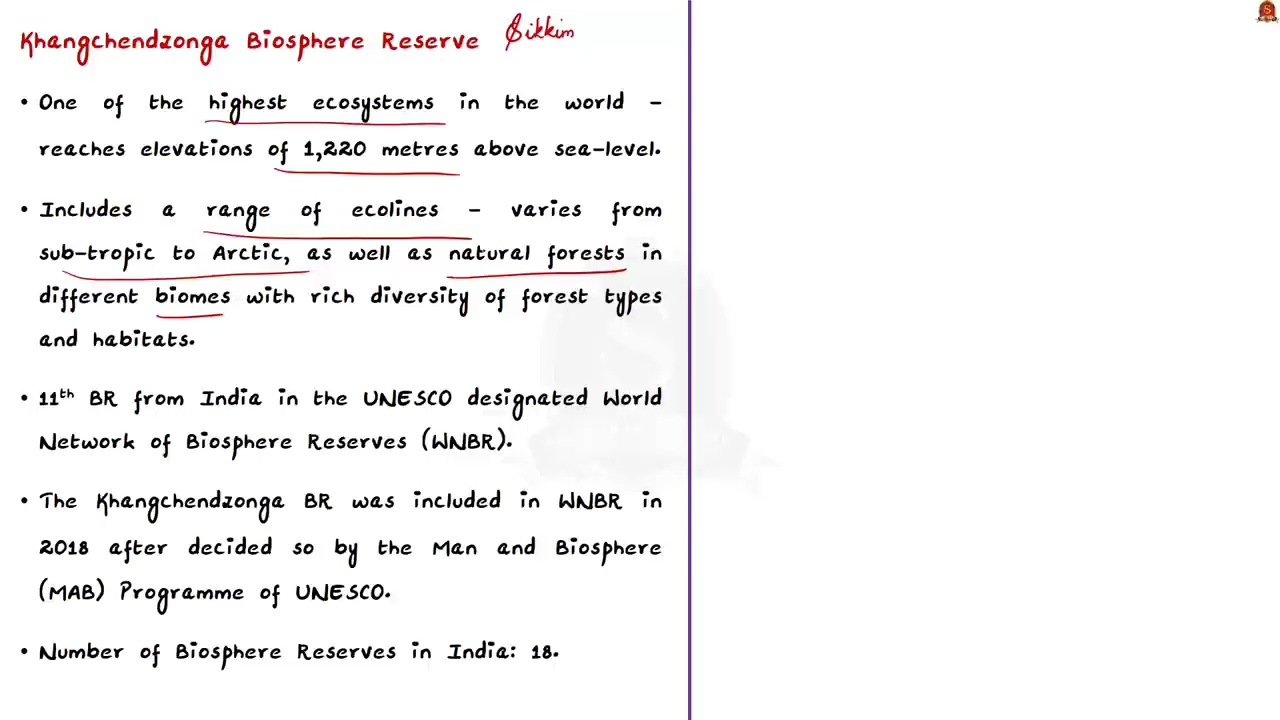 Khangchendzonga Biosphere Reserve Sikkim
• One of the highest ecosystems in the world –
reaches elevations of 1,220 metres above sea-level.
• Includes a range of ecolines – varies from
sub-tropic to Arctic, as well as natural forests in
different biomes with rich diversity of forest types
and habitats.
• 11th BR from India in the UNESCO designated World
Network of Biosphere Reserves (WNBR).
• The Khangchendzonga BR was included in WNBR in
2018 after decided so by the Man and Biosphere
(MAB) Programme of UNESCO.
• Number of Biosphere Reserves in India: 18.